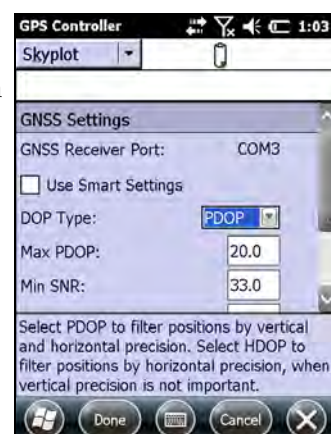 GPS Controller 1:03
Skyplot
GNSS Settings
GNSS Receiver Port: COM3
Use Smart Settings
DOP Type: PDOP
Max PDOP: 20.0
Min SNR: 33.0
Select PDOP to filter positions by vertical
and horizontal precision. Select HDOP to
filter positions by horizontal precision, when
vertical precision is not important.
Done Cancel